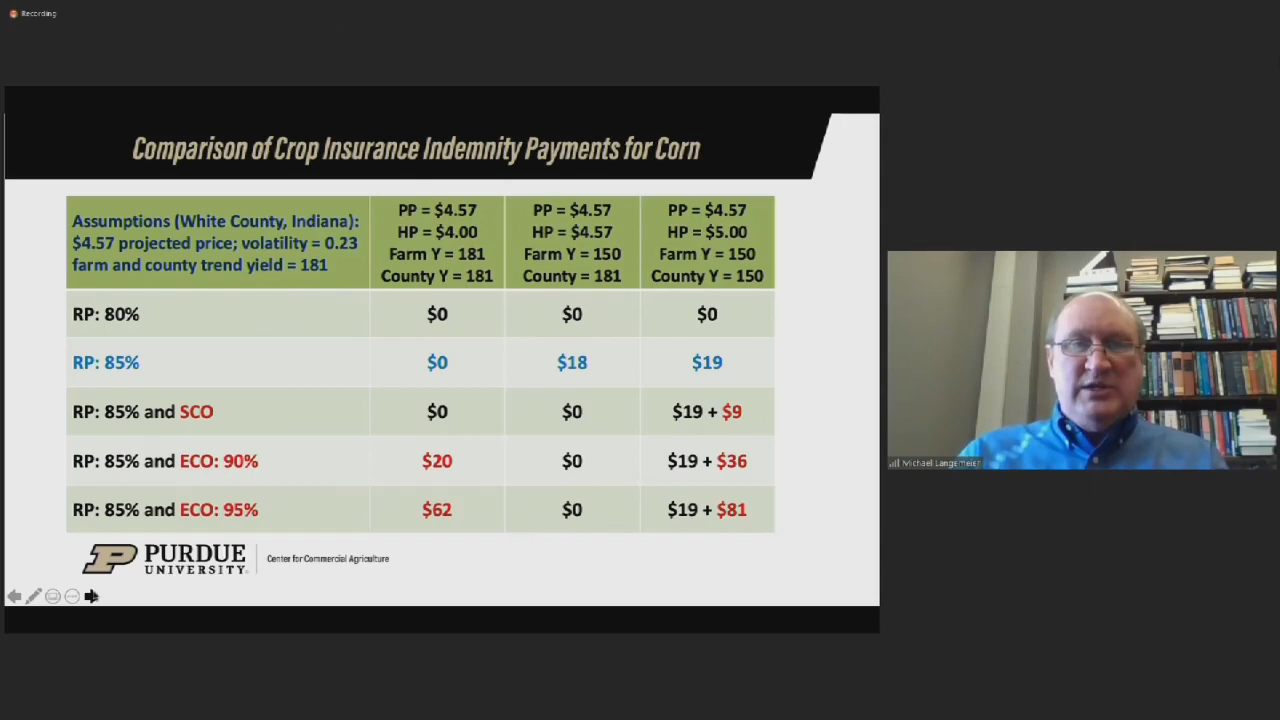 Recording
Comparison of Crop Insurance Indemnity Payments for Corn
Assumptions (White County, Indiana):
$4.57 projected price; volatility = 0.23
farm and county trend yield = 181
PP = $4.57
HP = $4.00
Farm Y = 181
County Y = 181
PP = $4.57
HP = $4.57
Farm Y = 150
County = 181
PP = $4.57
HP = $5.00
Farm Y = 150
County Y = 150
RP: 80% $0 $0 $0
RP: 85% $0 $18 $19
RP: 85% and SCO $0 $0 $19 + $9
RP: 85% and ECO: 90% $20 $0 $19 + $36
RP: 85% and ECO: 95% $62 $0 $19 + $81
P PURDUE
UNIVERSITY
Center for Commercial Agriculture
Michael Langemeier